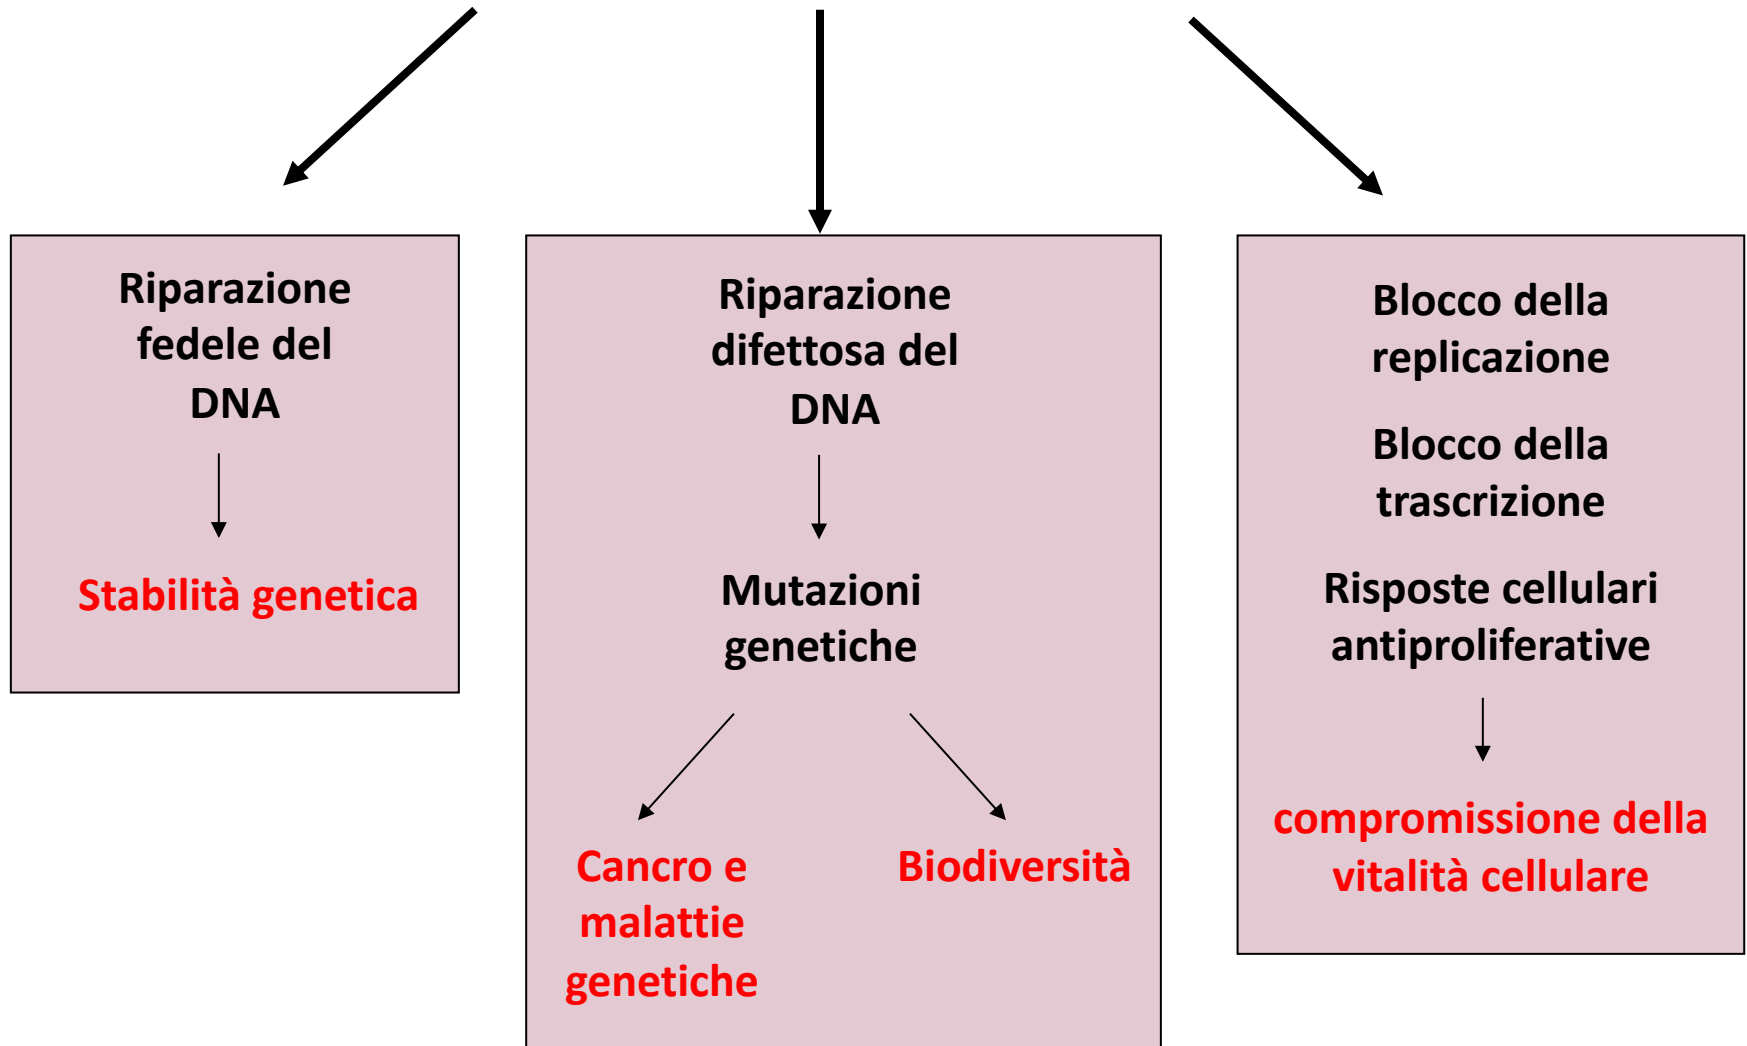 Riparazione
fedele del
DNA
Stabilità genetica
Riparazione
difettosa del
DNA
Mutazioni
genetiche
Cancro e
malattie
genetiche
Biodiversità
Blocco della
replicazione
Blocco della
trascrizione
Risposte cellulari
antiproliferative
compromissione della
vitalità cellulare